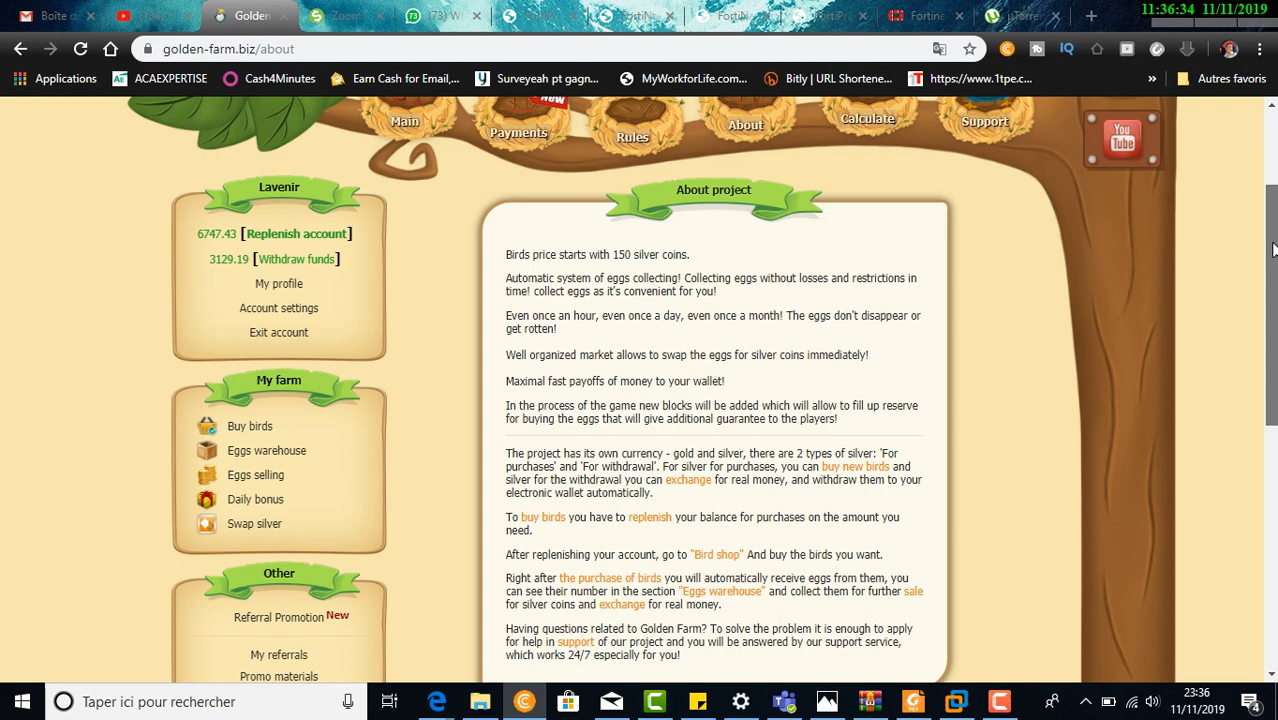 11:36:34 11/11/2019
Boîte d
Golden
Zoom
(73) W
FortiNe
FortiN
FortiPr
Fortine
µTorren
golden-farm.biz/about
Applications
ACAEXPERTISE
Cash4Minutes
Earn Cash for Email,...
Surveyeah pt gagn...
MyWorkforLife.com...
Bitly | URL Shortene...
https://www.1tpe.c...
»
Autres favoris
Main
Payments
New
Rules
About
Calculate
Support
You
Tube
Lavenir
6747.43 [Replenish account]
3129.19 [Withdraw funds]
My profile
Account settings
Exit account
My farm
Buy birds
Eggs warehouse
Eggs selling
Daily bonus
Swap silver
Other
Referral Promotion New
My referrals
Promo materials
About project
Birds price starts with 150 silver coins.
Automatic system of eggs collecting! Collecting eggs without losses and restrictions in
time! collect eggs as it's convenient for you!
Even once an hour, even once a day, even once a month! The eggs don't disappear or
get rotten!
Well organized market allows to swap the eggs for silver coins immediately!
Maximal fast payoffs of money to your wallet!
In the process of the game new blocks will be added which will allow to fill up reserve
for buying the eggs that will give additional guarantee to the players!
The project has its own currency - gold and silver, there are 2 types of silver: 'For
purchases' and 'For withdrawal'. For silver for purchases, you can buy new birds and
silver for the withdrawal you can exchange for real money, and withdraw them to your
electronic wallet automatically.
To buy birds you have to replenish your balance for purchases on the amount you
need.
After replenishing your account, go to "Bird shop" And buy the birds you want.
Right after the purchase of birds you will automatically receive eggs from them, you
can see their number in the section "Eggs warehouse" and collect them for further sale
for silver coins and exchange for real money.
Having questions related to Golden Farm? To solve the problem it is enough to apply
for help in support of our project and you will be answered by our support service,
which works 24/7 especially for you!
Taper ici pour rechercher
23:36
11/11/2019
4